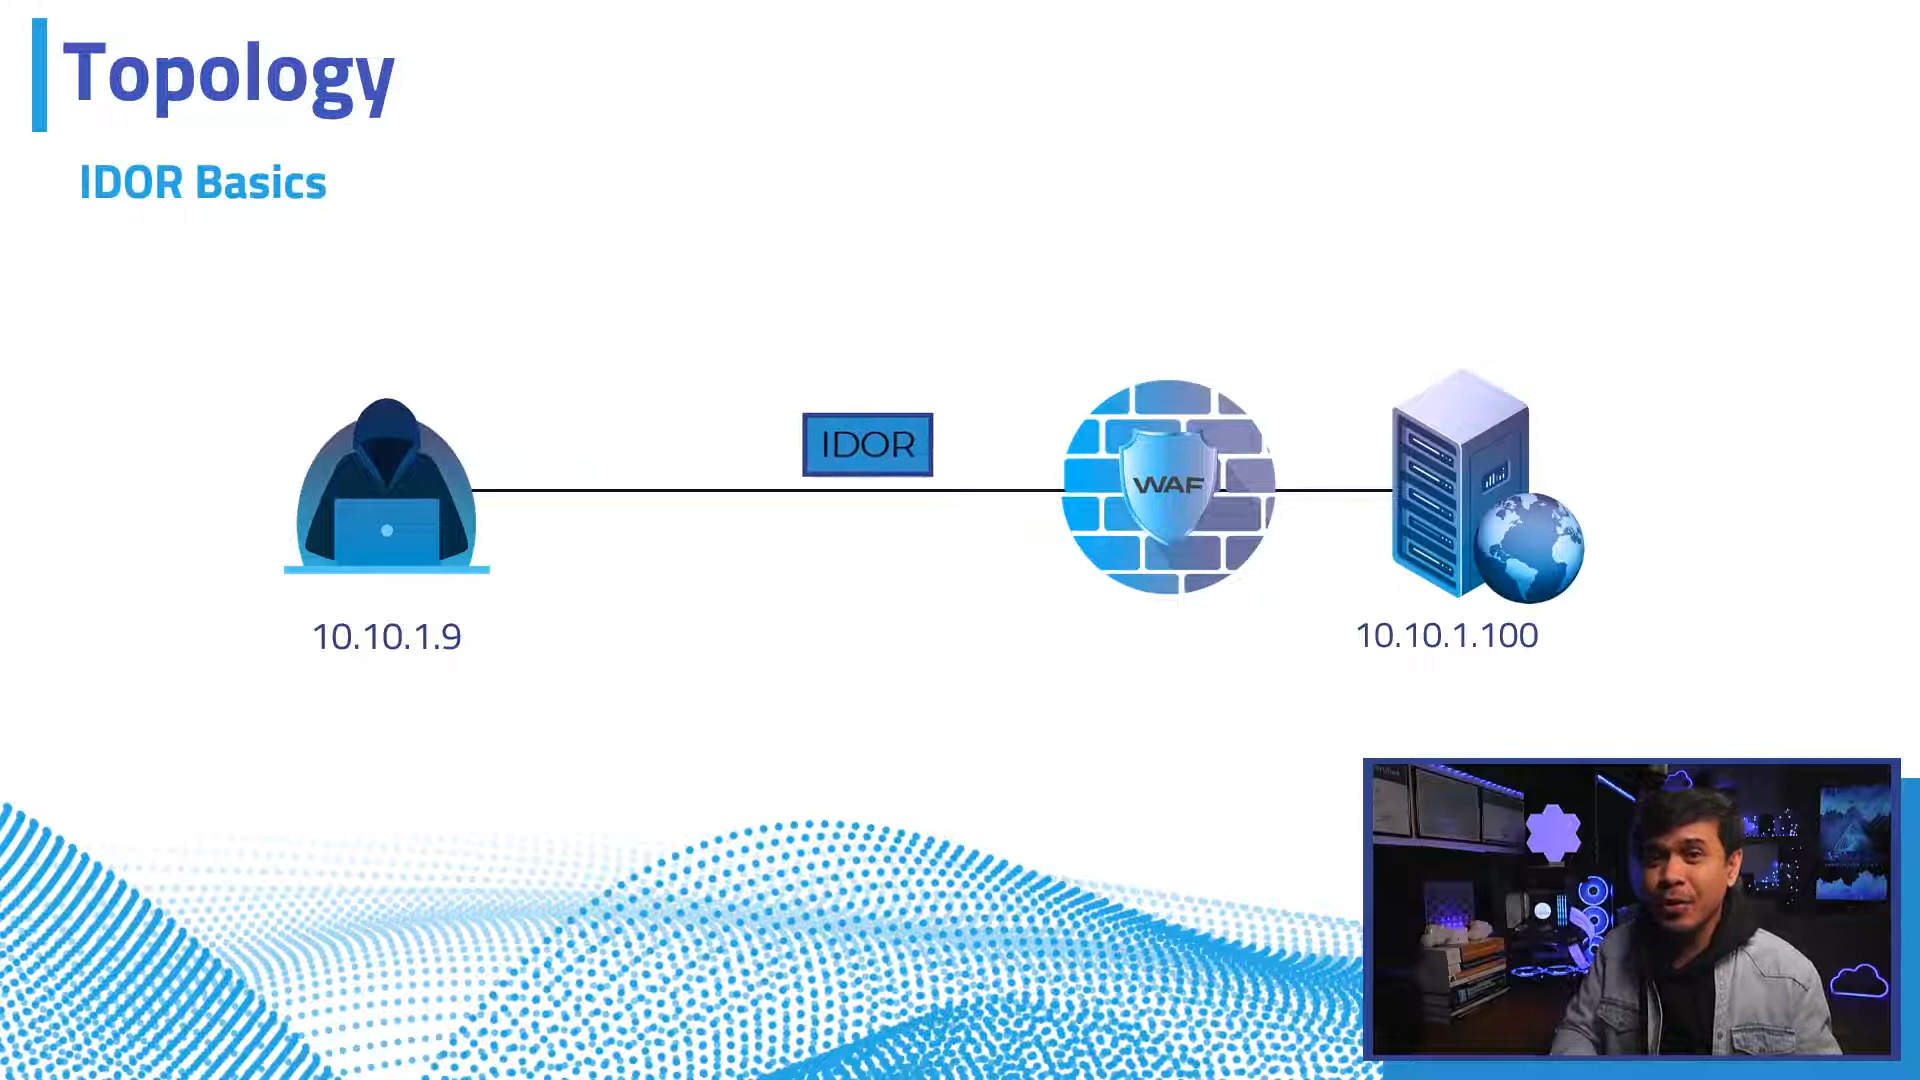 Topology
IDOR Basics
IDOR
WAF
10.10.1.9
10.10.1.100